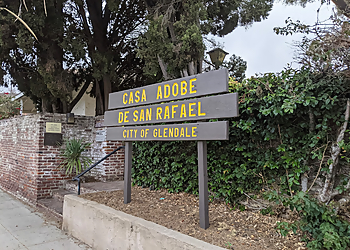 CASA ADOBE
DE SAN RAFAEL
CITY OF GLENDALE